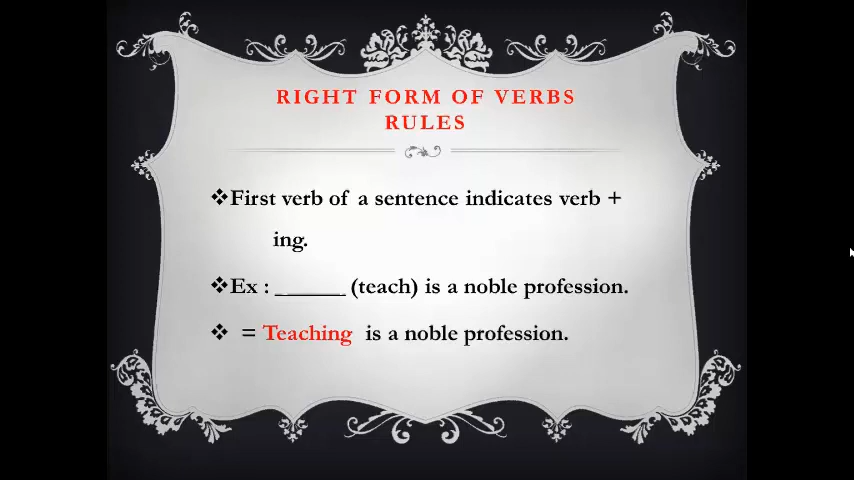 RIGHT FORM OF VERBS
RULES
❖First verb of a sentence indicates verb +
ing.
❖Ex : ______ (teach) is a noble profession.
❖ = Teaching is a noble profession.